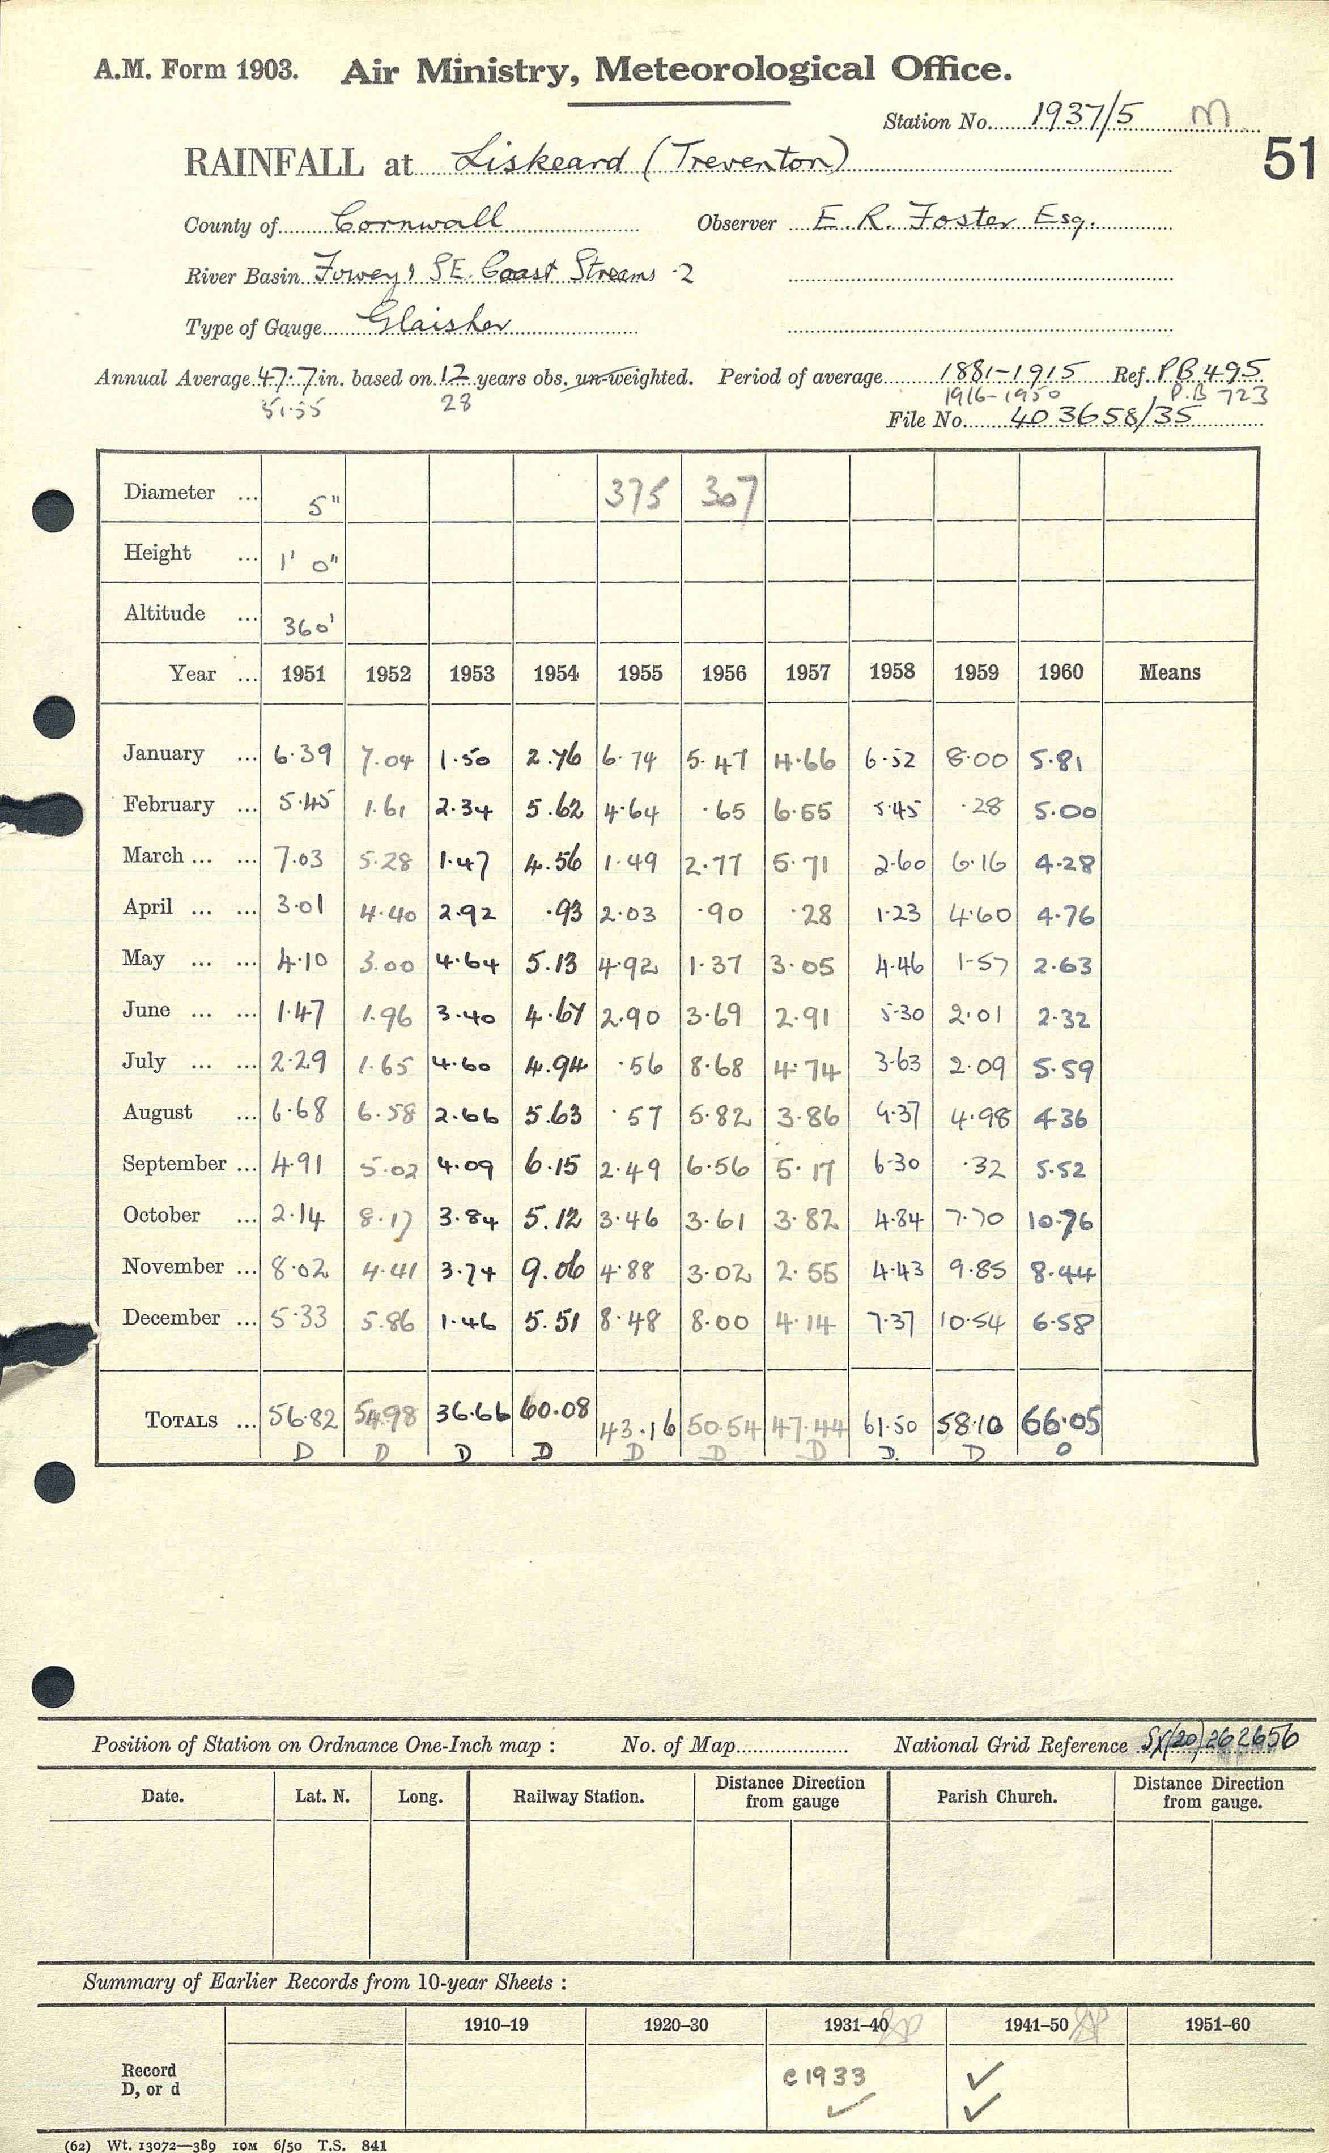 A.M. Form 1903. Air Ministry, Meteorological Office.
Station No. 1937/5 M
51
RAINFALL at Liskeard (Treventon)
County of Cornwall Observer E. R. Foster Esq.
River Basin Fowey & SE. Coast Streams -2
Type of Gauge Glaisher
Annual Average 47.7 in. based on 12 years obs. un-weighted. Period of average 1881-1915 Ref. PB 495
51.55 28 1916-1950 P.B 723
File No. 403658/35
Diameter ... 5" 375 307
Height ... 1' 0"
Altitude ... 360'
Year ... 1951 1952 1953 1954 1955 1956 1957 1958 1959 1960 Means
January ... 6.39 7.04 1.50 2.76 6.74 5.47 4.66 6.52 8.00 5.81
February ... 5.45 1.61 2.34 5.62 4.64 .65 6.55 5.45 .28 5.00
March ... ... 7.03 5.28 1.47 4.56 1.49 2.77 5.71 2.60 6.16 4.28
April ... ... 3.01 4.40 2.92 .93 2.03 .90 .28 1.23 4.60 4.76
May ... ... 4.10 3.00 4.64 5.13 4.92 1.37 3.05 4.46 1.57 2.63
June ... ... 1.47 1.96 3.40 4.67 2.90 3.69 2.91 5.30 2.01 2.32
July ... ... 2.29 1.65 4.60 4.94 .56 8.68 4.74 3.63 2.09 5.59
August ... 6.68 6.58 2.66 5.63 .57 5.82 3.86 9.37 4.98 4.36
September ... 4.91 5.02 4.09 6.15 2.49 6.56 5.17 6.30 .32 5.52
October ... 2.14 8.17 3.84 5.12 3.46 3.61 3.82 4.84 7.70 10.76
November ... 8.02 4.41 3.74 9.06 4.88 3.02 2.55 4.43 9.85 8.44
December ... 5.33 5.86 1.46 5.51 8.48 8.00 4.14 7.37 10.54 6.58
TOTALS ... 56.82 54.98 36.66 60.08 43.16 50.54 47.44 61.50 58.10 66.05
D D D D D D D D. D D
Position of Station on Ordnance One-Inch map : No. of Map National Grid Reference SX(20)262656
Date. Lat. N. Long. Railway Station. Distance Direction from gauge Parish Church. Distance Direction from gauge.
Summary of Earlier Records from 10-year Sheets :
1910–19 1920–30 1931–40 1941–50 1951–60
Record D, or d c 1933 ✓
✓ ✓
(62) Wt. 13072—389 10M 6/50 T.S. 841